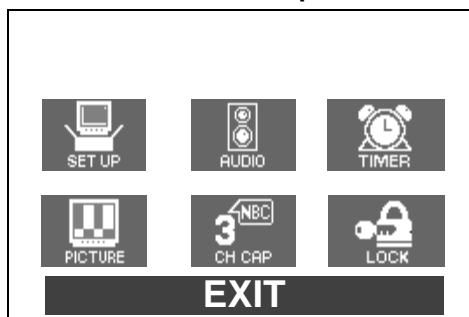 SET UP
AUDIO
TIMER
PICTURE
3 NBC
CH CAP
LOCK
EXIT